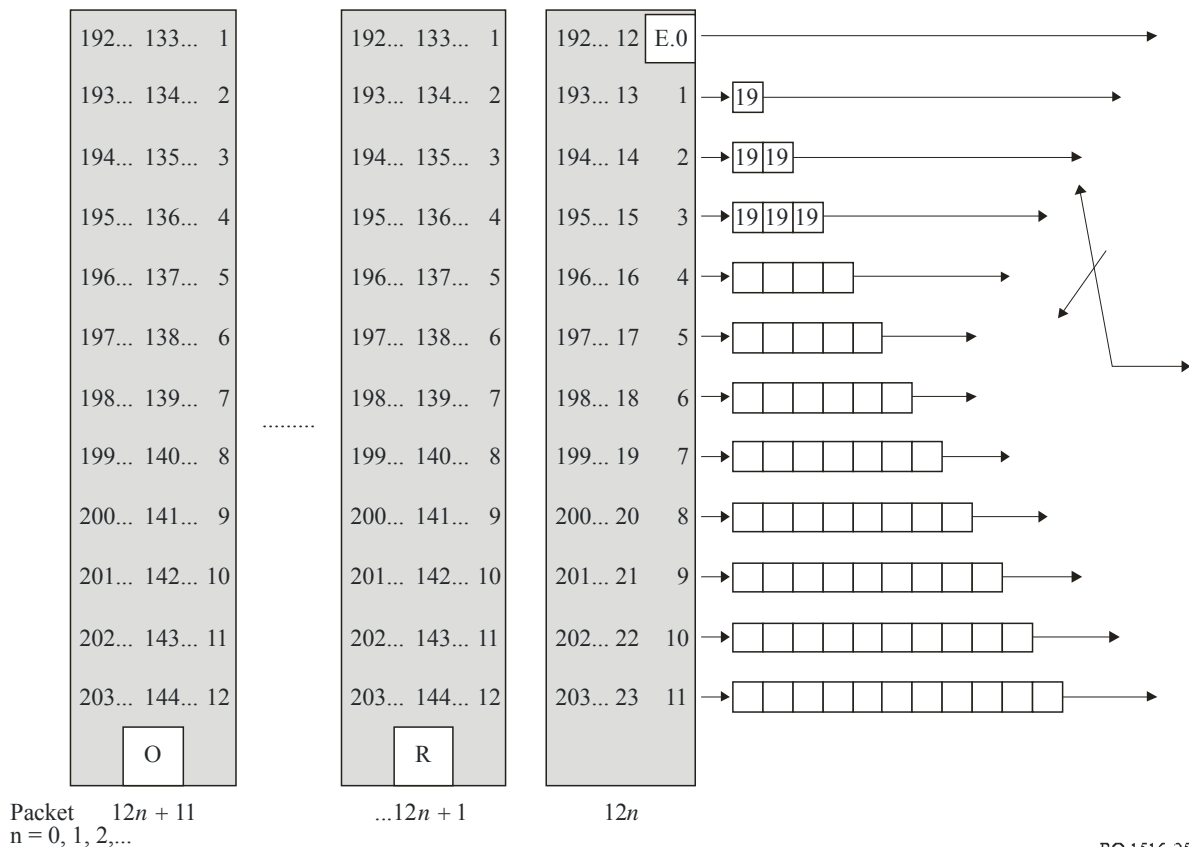 192... 133... 1 192... 133... 1 192... 12 E.0
193... 134... 2 193... 134... 2 193... 13 1 19
194... 135... 3 194... 135... 3 194... 14 2 19 19
195... 136... 4 195... 136... 4 195... 15 3 19 19 19
196... 137... 5 196... 137... 5 196... 16 4
197... 138... 6 197... 138... 6 197... 17 5
198... 139... 7 198... 139... 7 198... 18 6
.........
199... 140... 8 199... 140... 8 199... 19 7
200... 141... 9 200... 141... 9 200... 20 8
201... 142... 10 201... 142... 10 201... 21 9
202... 143... 11 202... 143... 11 202... 22 10
203... 144... 12 203... 144... 12 203... 23 11
O R
Packet 12n + 11 ...12n + 1 12n
n = 0, 1, 2,...